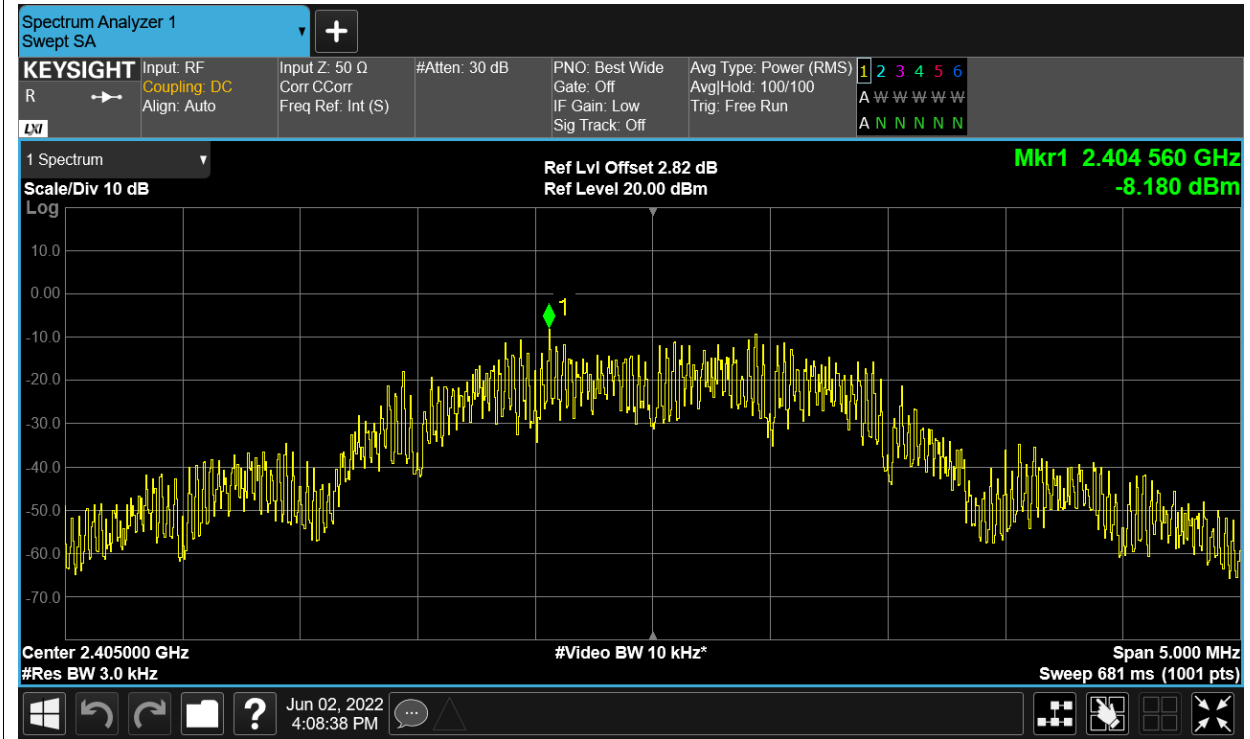 Spectrum Analyzer 1
Swept SA
KEYSIGHT
R
LXI
Input: RF
Coupling: DC
Align: Auto
Input Z: 50 Ω
Corr CCorr
Freq Ref: Int (S)
#Atten: 30 dB
PNO: Best Wide
Gate: Off
IF Gain: Low
Sig Track: Off
Avg Type: Power (RMS)
Avg|Hold: 100/100
Trig: Free Run
1 2 3 4 5 6
A W W W W W
A N N N N N
1 Spectrum
Scale/Div 10 dB
Log
Ref Lvl Offset 2.82 dB
Ref Level 20.00 dBm
Mkr1 2.404 560 GHz
-8.180 dBm
10.0
0.00
1
-10.0
-20.0
-30.0
-40.0
-50.0
-60.0
-70.0
Center 2.405000 GHz
#Video BW 10 kHz*
Span 5.000 MHz
#Res BW 3.0 kHz
Sweep 681 ms (1001 pts)
?
Jun 02, 2022
4:08:38 PM